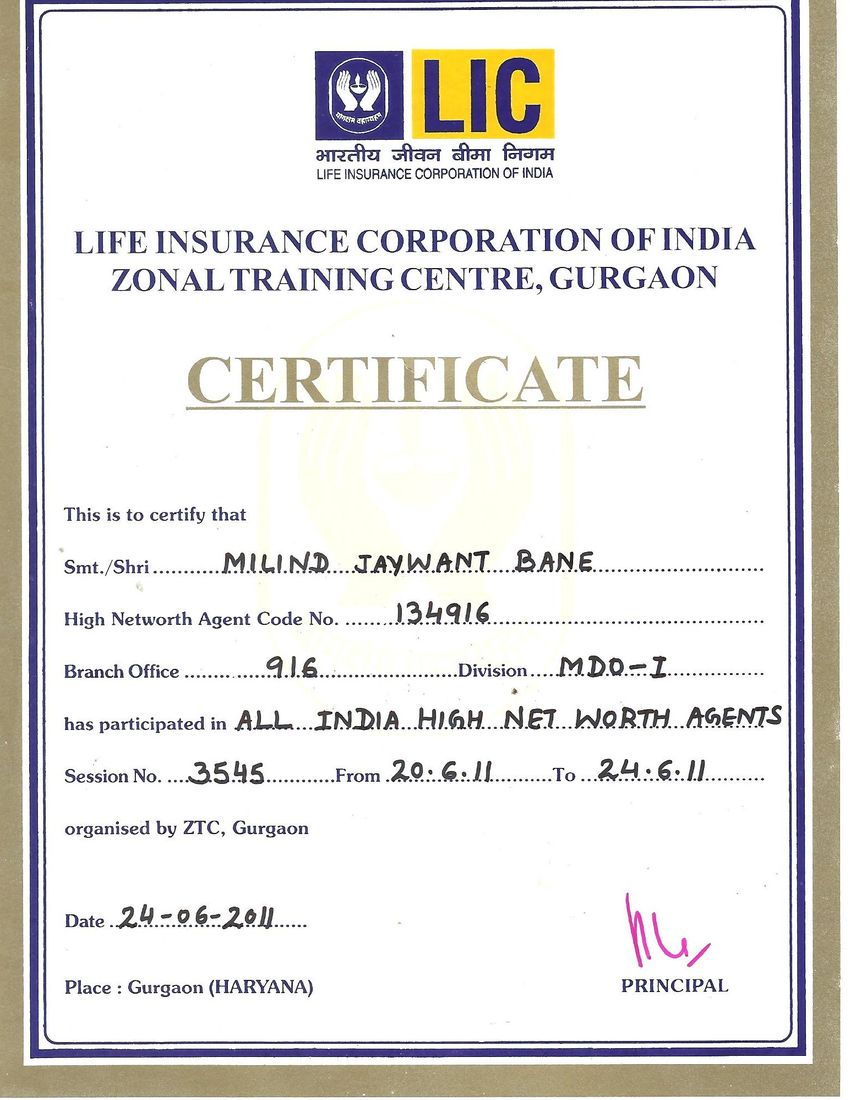 LIC
भारतीय जीवन बीमा निगम
LIFE INSURANCE CORPORATION OF INDIA
LIFE INSURANCE CORPORATION OF INDIA
ZONAL TRAINING CENTRE, GURGAON
CERTIFICATE
This is to certify that
Smt./Shri MILIND JAYWANT BANE
High Networth Agent Code No. 134916
Branch Office 916 Division MDO-I
has participated in ALL INDIA HIGH NET WORTH AGENTS
Session No. 3545 From 20.6.11 To 24.6.11
organised by ZTC, Gurgaon
Date 24-06-2011
Place : Gurgaon (HARYANA)
PRINCIPAL